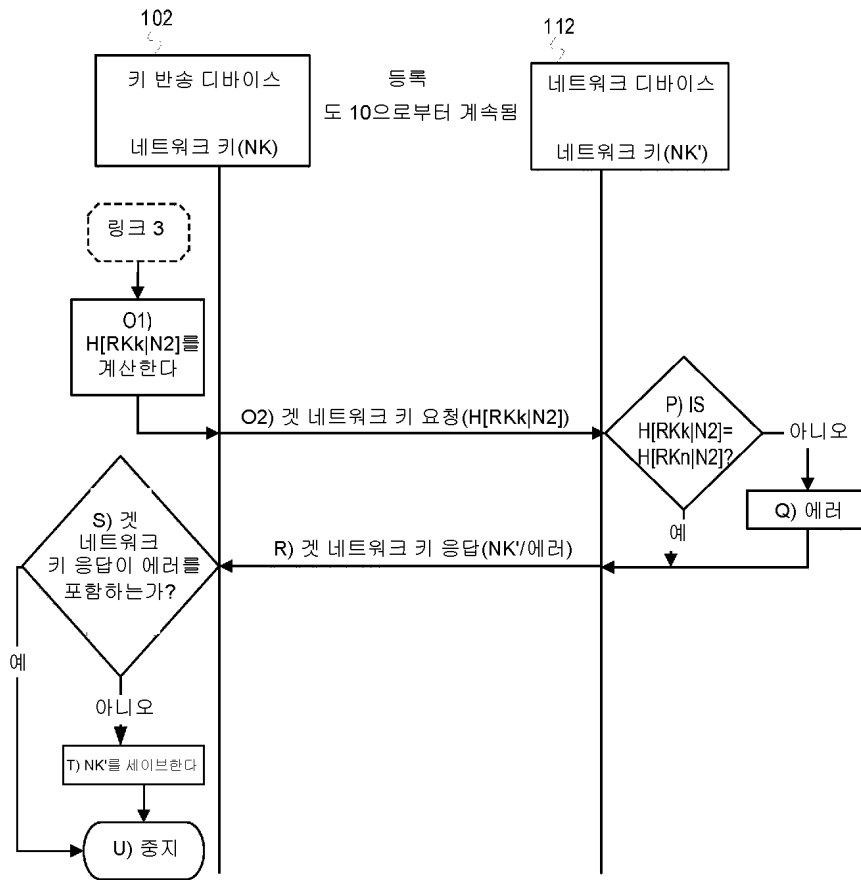 102
112
키 반송 디바이스
네트워크 키(NK)
등록
도 10으로부터 계속됨
네트워크 디바이스
네트워크 키(NK')
링크 3
O1)
H[RKk|N2]를
계산한다
O2) 겟 네트워크 키 요청(H[RKk|N2])
P) IS
H[RKk|N2]=
H[RKn|N2]?
아니오
Q) 에러
예
R) 겟 네트워크 키 응답(NK'/에러)
S) 겟
네트워크
키 응답이 에러를
포함하는가?
예
아니오
T) NK'를 세이브한다
U) 중지